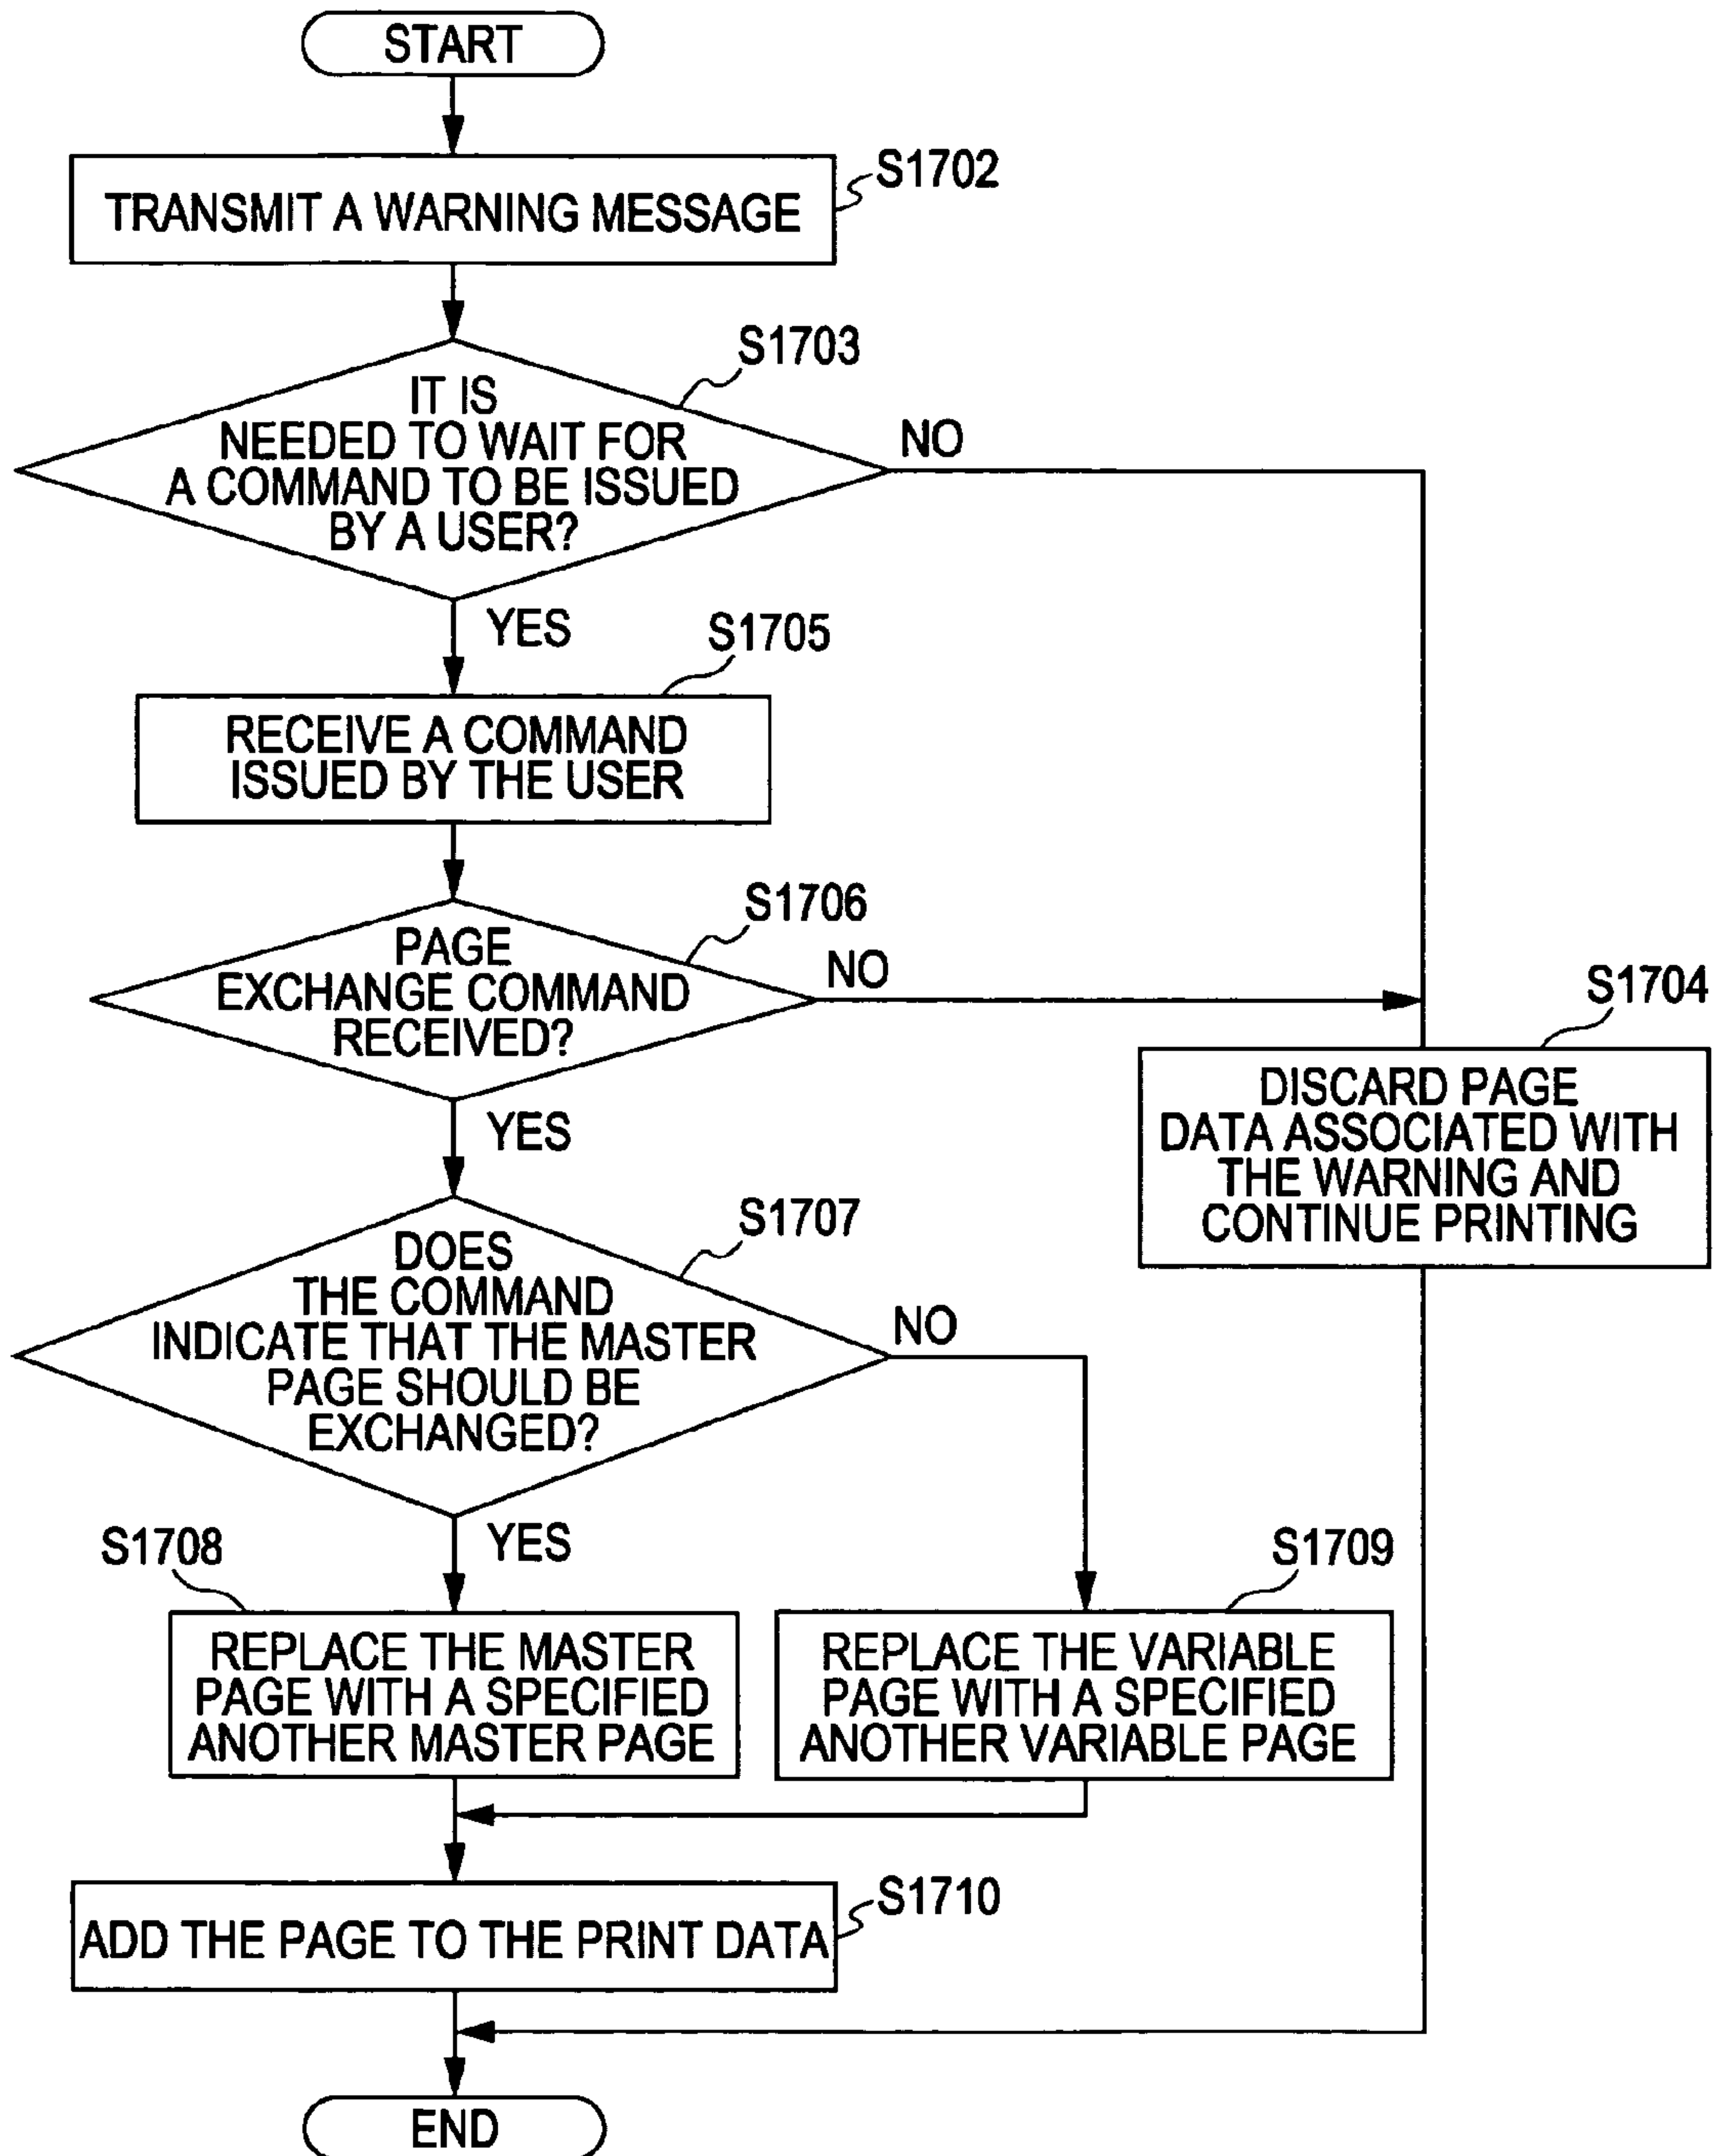 START
S1702
TRANSMIT A WARNING MESSAGE
S1703
IT IS
NEEDED TO WAIT FOR
A COMMAND TO BE ISSUED
BY A USER?
NO
YES
S1705
RECEIVE A COMMAND
ISSUED BY THE USER
S1706
PAGE
EXCHANGE COMMAND
RECEIVED?
NO
YES
S1704
DISCARD PAGE
DATA ASSOCIATED WITH
THE WARNING AND
CONTINUE PRINTING
S1707
DOES
THE COMMAND
INDICATE THAT THE MASTER
PAGE SHOULD BE
EXCHANGED?
NO
YES
S1708
REPLACE THE MASTER
PAGE WITH A SPECIFIED
ANOTHER MASTER PAGE
S1709
REPLACE THE VARIABLE
PAGE WITH A SPECIFIED
ANOTHER VARIABLE PAGE
S1710
ADD THE PAGE TO THE PRINT DATA
END